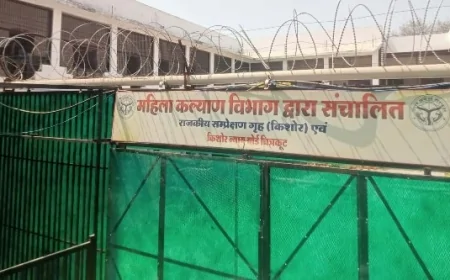 महिला कल्याण विभाग द्वारा संचालित
राजकीय सम्प्रेक्षण गृह (किशोर) एवं
किशोर न्याय बोर्ड चित्रकूट